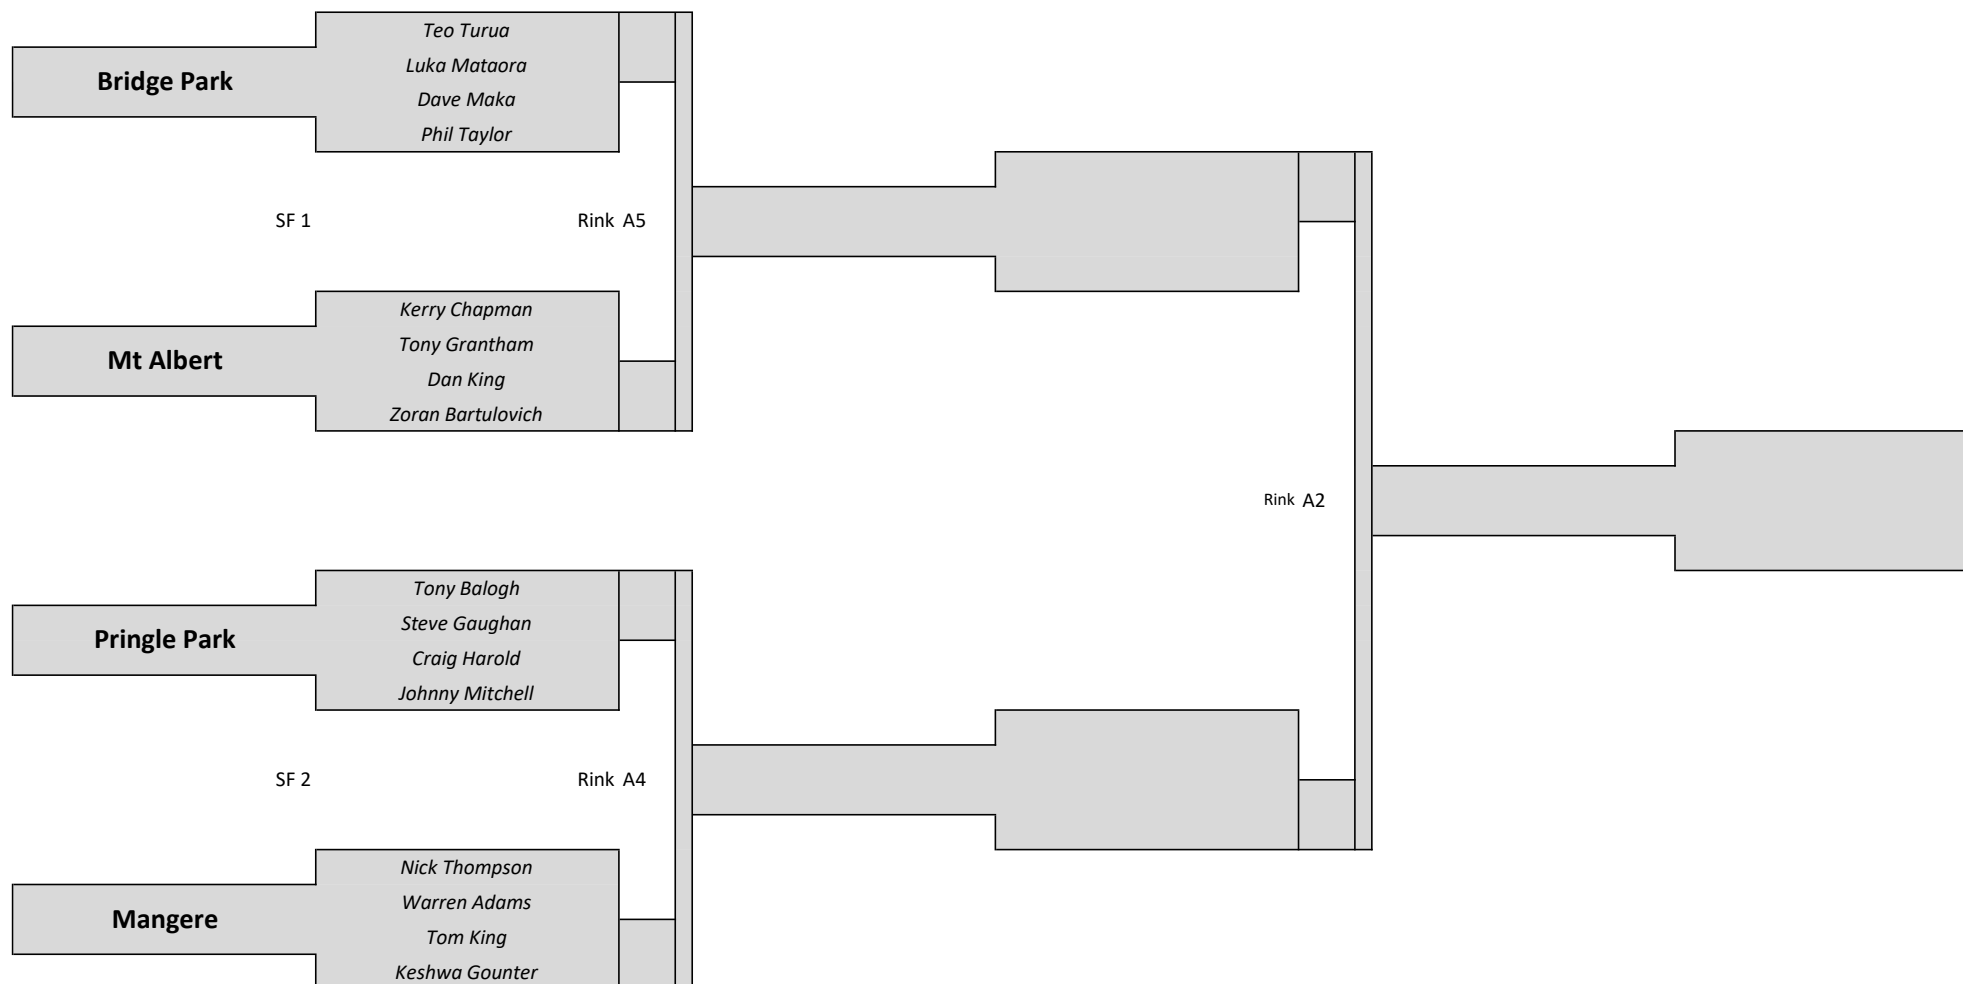 Teo Turua
Luka Mataora
Bridge Park
Dave Maka
Phil Taylor
SF 1
Rink A5
Kerry Chapman
Tony Grantham
Mt Albert
Dan King
Zoran Bartulovich
Rink A2
Tony Balogh
Steve Gaughan
Pringle Park
Craig Harold
Johnny Mitchell
SF 2
Rink A4
Nick Thompson
Warren Adams
Mangere
Tom King
Keshwa Gounter